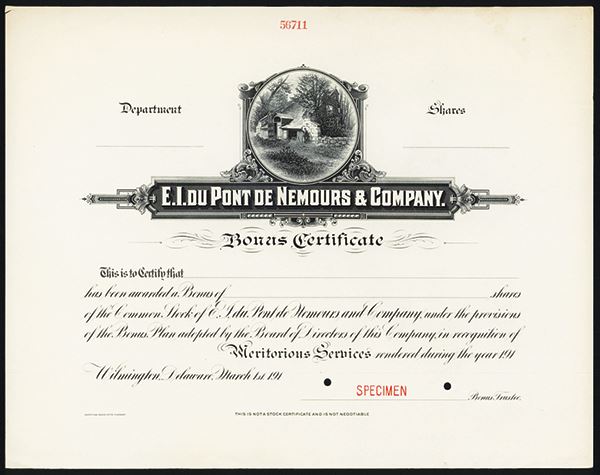 56711
Department
Shares
E.I. DU PONT DE NEMOURS & COMPANY.
Bonus Certificate
This is to Certify that
has been awarded a Bonus of shares
of the Common Stock of E. I. du Pont de Nemours and Company, under the provisions
of the Bonus Plan adopted by the Board of Directors of this Company, in recognition of
Meritorious Services rendered during the year 191
Wilmington, Delaware, March 1st 191
SPECIMEN
Bonus Trustee.
THIS IS NOT A STOCK CERTIFICATE AND IS NOT NEGOTIABLE